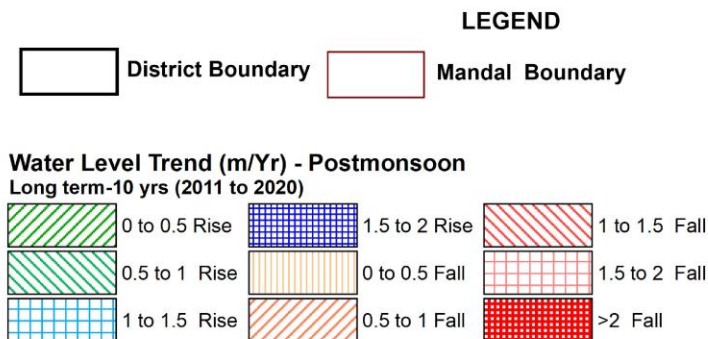 LEGEND
District Boundary Mandal Boundary
Water Level Trend (m/Yr) - Postmonsoon
Long term-10 yrs (2011 to 2020)
0 to 0.5 Rise 1.5 to 2 Rise 1 to 1.5 Fall
0.5 to 1 Rise 0 to 0.5 Fall 1.5 to 2 Fall
1 to 1.5 Rise 0.5 to 1 Fall >2 Fall